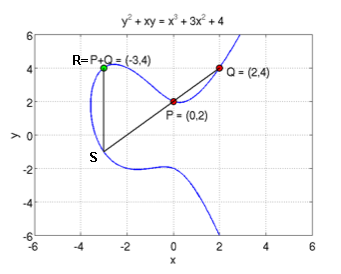 y² + xy = x³ + 3x² + 4
6
R=P+Q = (-3,4)
4
Q = (2,4)
2
P = (0,2)
y
0
S
-2
-4
-6
-6 -4 -2 0 2 4 6
x